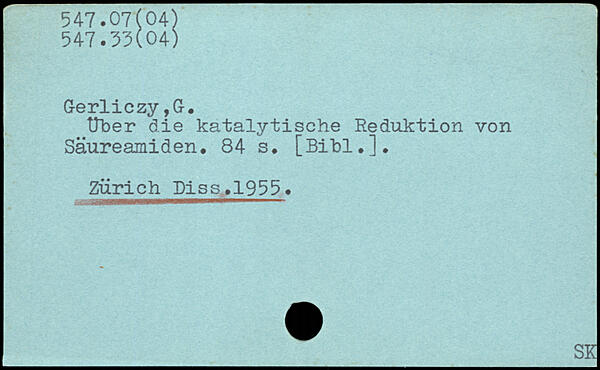 547.07(04)
547.33(04)
Gerliczy,G.
Über die katalytische Reduktion von
Säureamiden. 84 s. [Bibl.].
Zürich Diss.1955.
SK